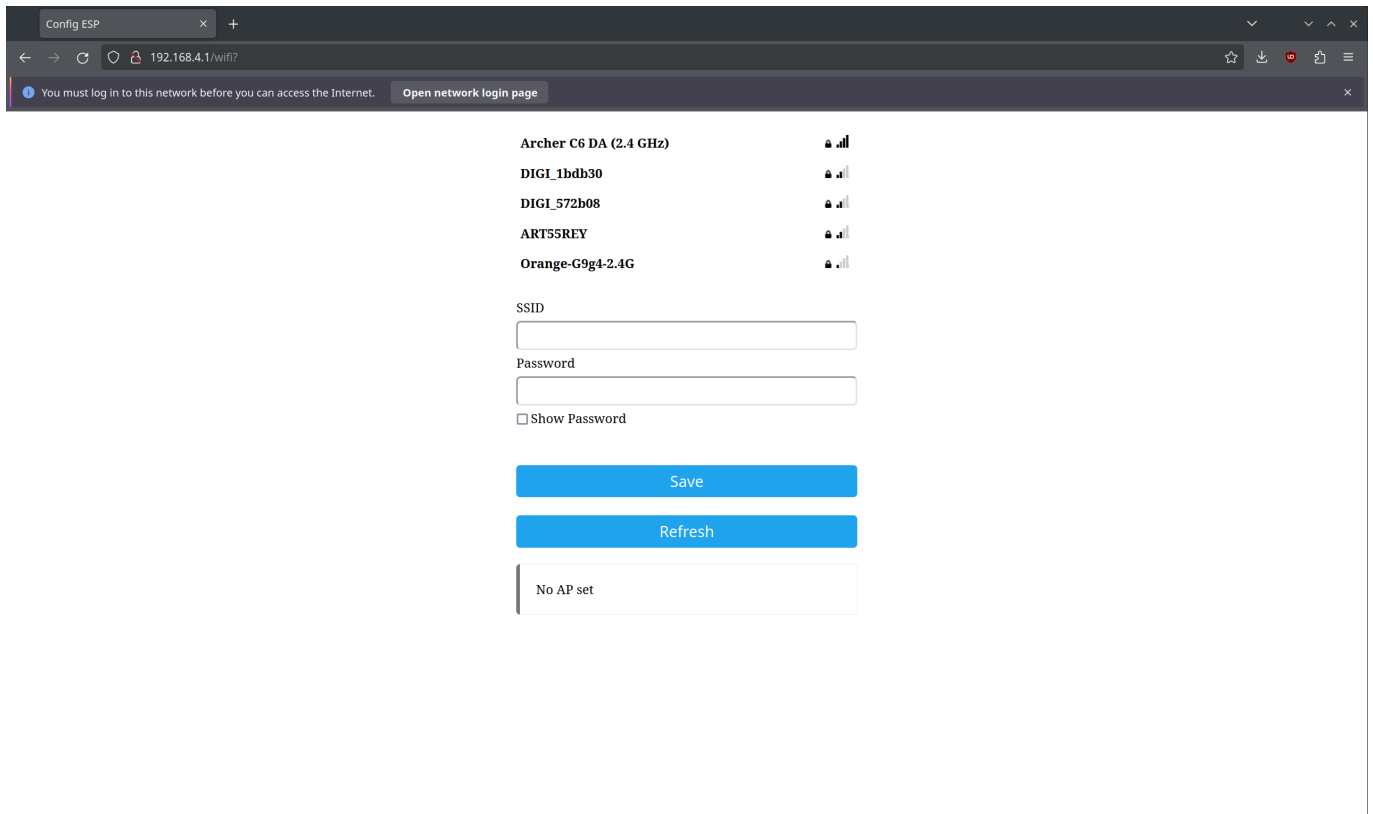 Config ESP
192.168.4.1/wifi?
You must log in to this network before you can access the Internet. Open network login page
Archer C6 DA (2.4 GHz)
DIGI_1bdb30
DIGI_572b08
ART55REY
Orange-G9g4-2.4G
SSID
Password
Show Password
Save
Refresh
No AP set